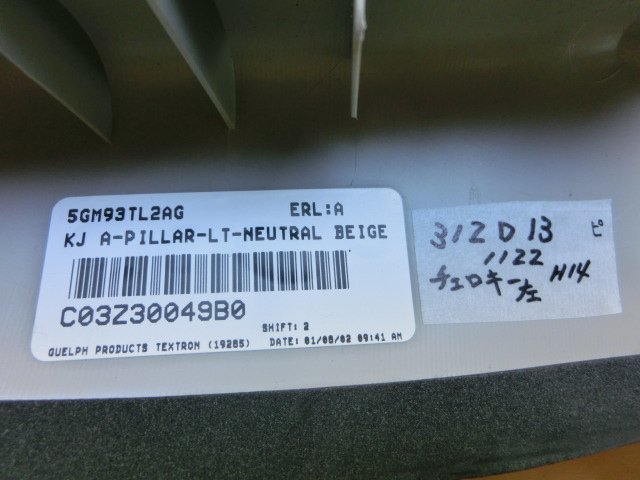 5GM93TL2AG ERL:A
KJ A-PILLAR-LT-NEUTRAL BEIGE
C03Z30049B0
SHIFT: 2
GUELPH PRODUCTS TEXTRON (19285) DATE: 01/08/02 09:41 AM
312D13 ピ
1122
チェロキー左 H14